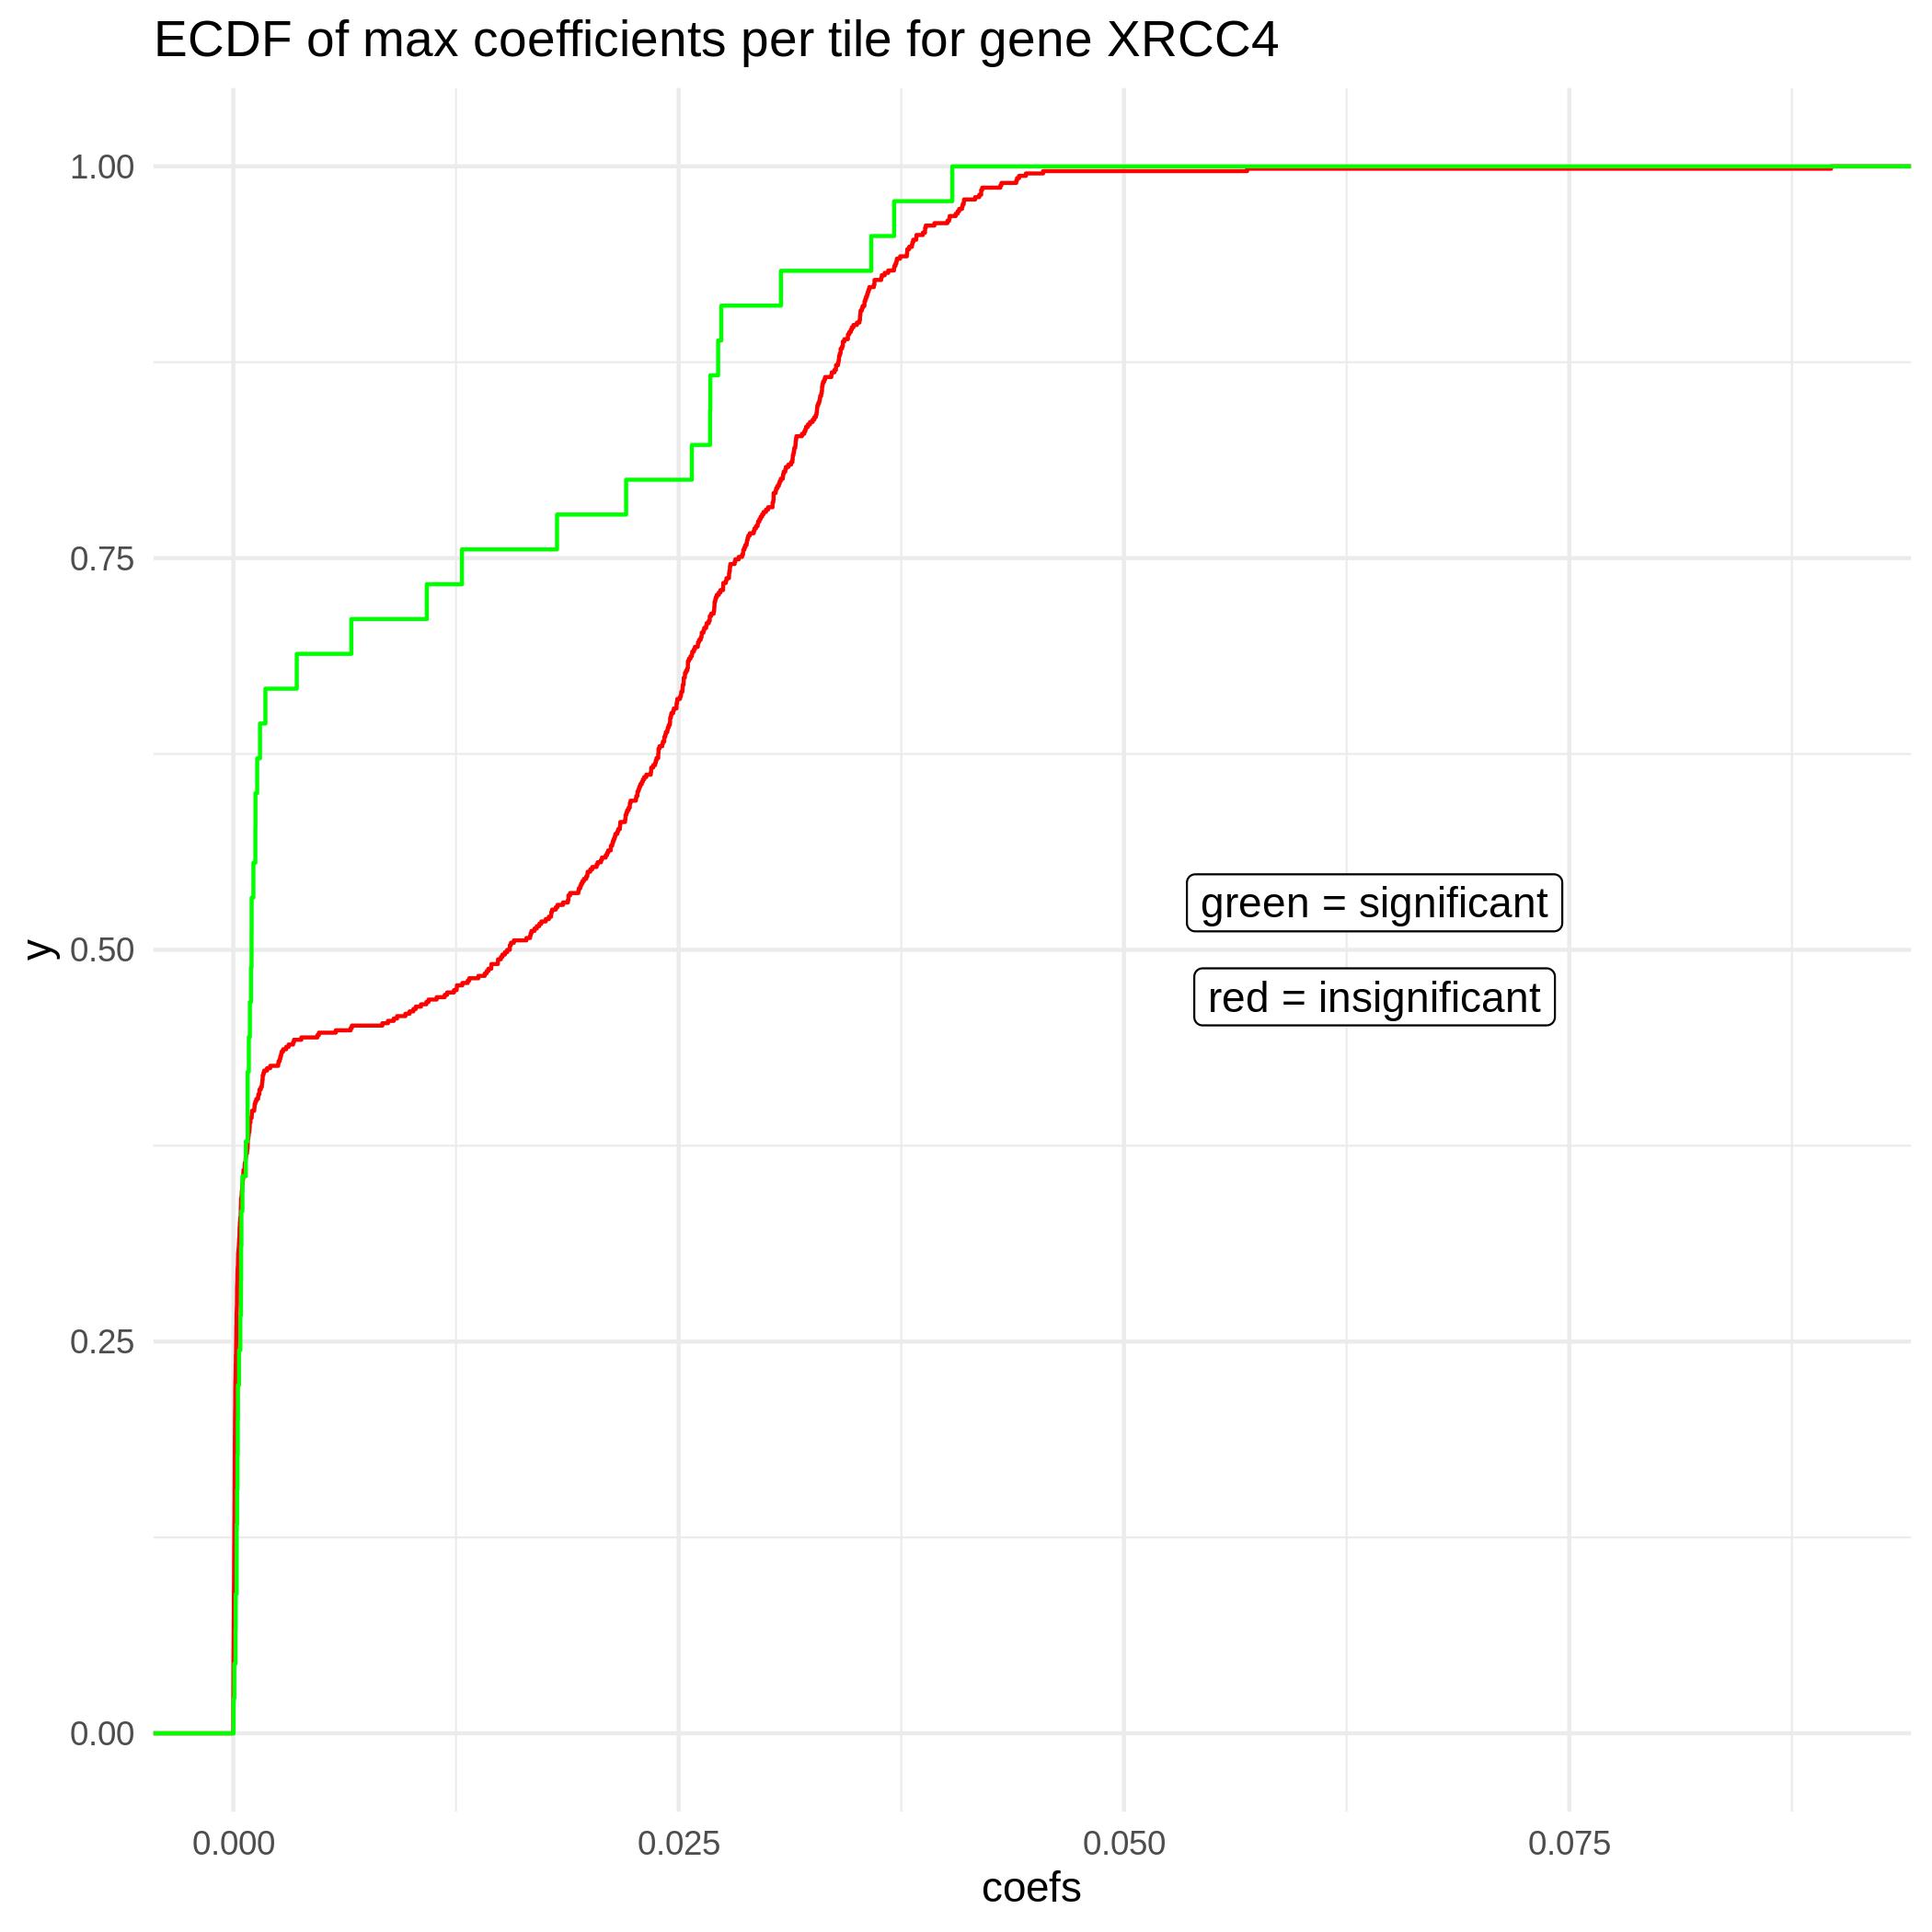 ECDF of max coefficients per tile for gene XRCC4
1.00
0.75
0.50
0.25
0.00
y
green = significant
red = insignificant
0.000
0.025
0.050
0.075
coefs